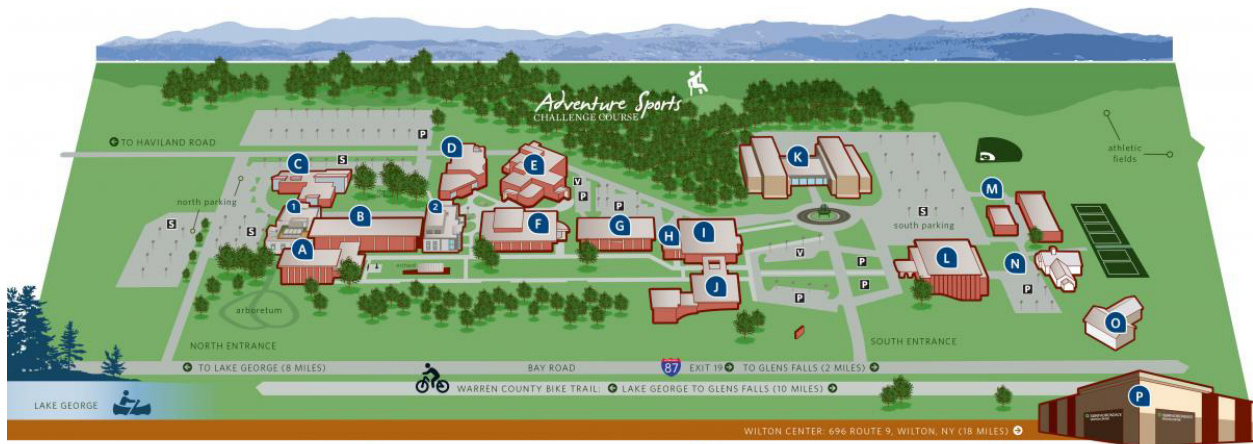 Adventure Sports
CHALLENGE COURSE
TO HAVILAND ROAD
athletic
fields
P
D
E
K
C
S
V
P
P
M
north parking
1
2
S
B
F
G
H
I
S
south parking
S
A
V
P
L
N
J
P
P
P
arboretum
O
NORTH ENTRANCE
SOUTH ENTRANCE
TO LAKE GEORGE (8 MILES)
BAY ROAD
87
EXIT 19
TO GLENS FALLS (2 MILES)
WARREN COUNTY BIKE TRAIL:
LAKE GEORGE TO GLENS FALLS (10 MILES)
P
LAKE GEORGE
WILTON CENTER: 696 ROUTE 9, WILTON, NY (18 MILES)